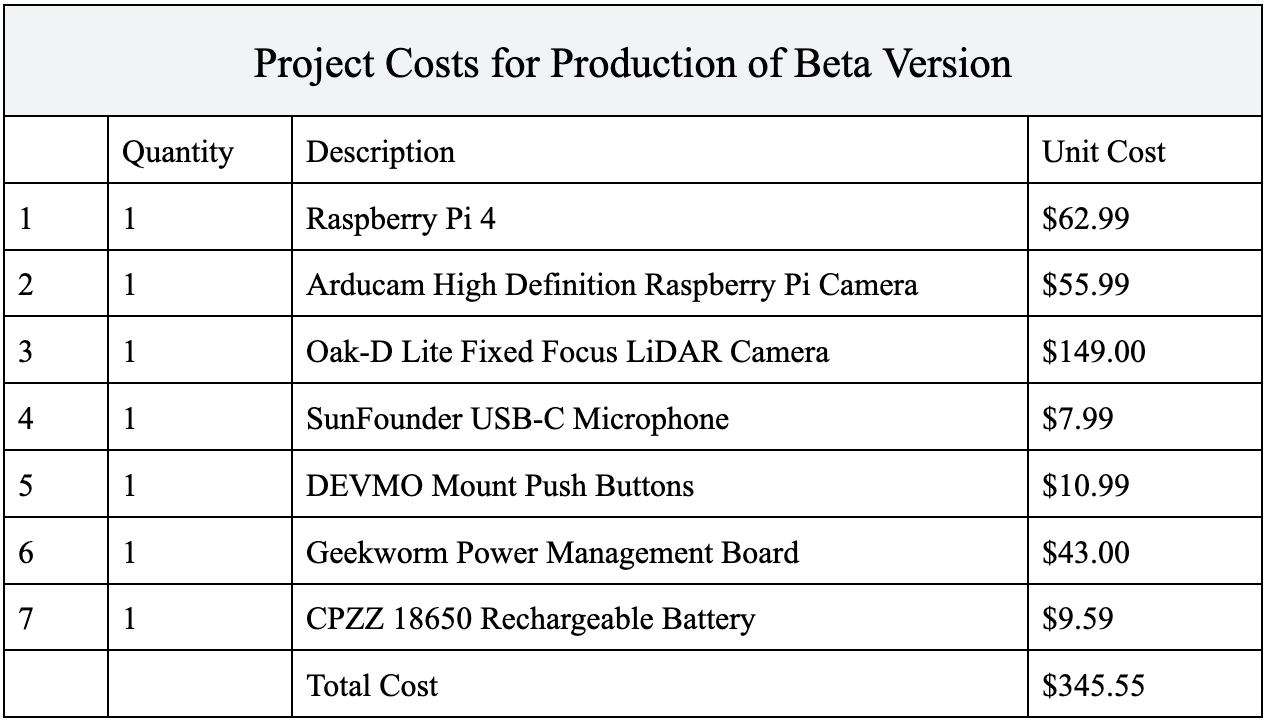 Project Costs for Production of Beta Version
Quantity Description Unit Cost
1 1 Raspberry Pi 4 $62.99
2 1 Arducam High Definition Raspberry Pi Camera $55.99
3 1 Oak-D Lite Fixed Focus LiDAR Camera $149.00
4 1 SunFounder USB-C Microphone $7.99
5 1 DEVMO Mount Push Buttons $10.99
6 1 Geekworm Power Management Board $43.00
7 1 CPZZ 18650 Rechargeable Battery $9.59
Total Cost $345.55